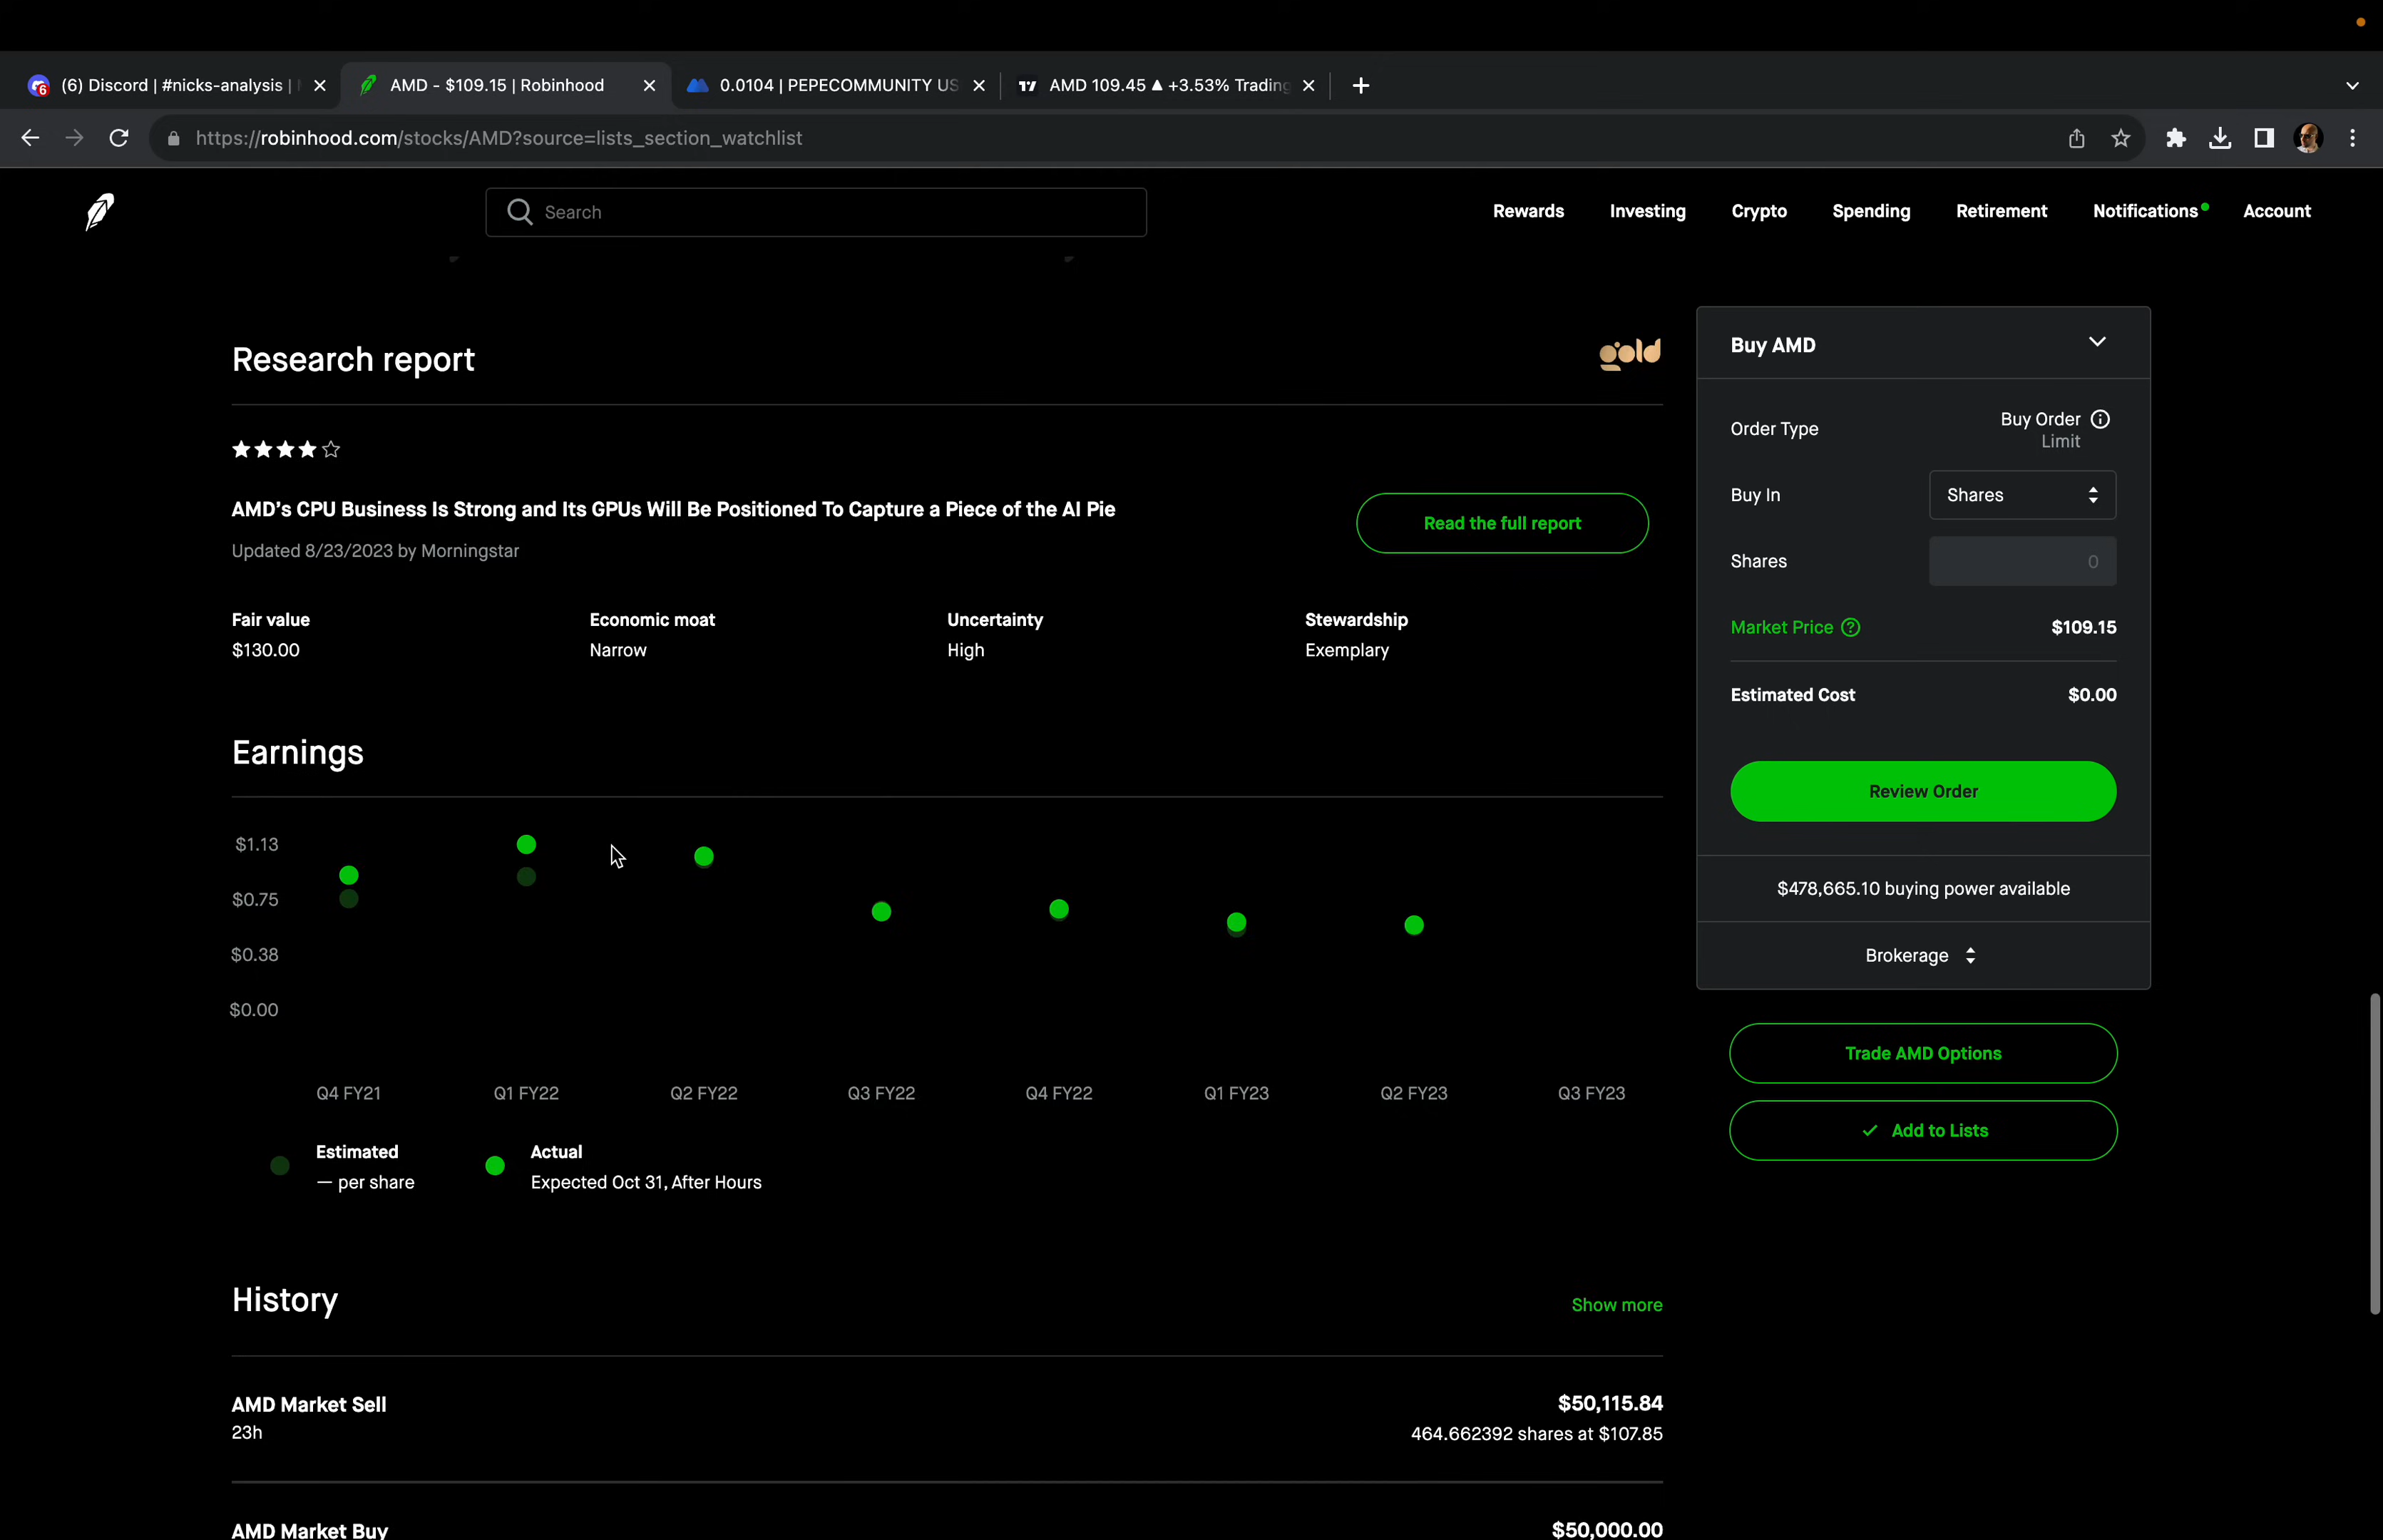 (6) Discord | #nicks-analysis |
AMD - $109.15 | Robinhood
0.0104 | PEPECOMMUNITY US
AMD 109.45 ▲ +3.53% Trading
https://robinhood.com/stocks/AMD?source=lists_section_watchlist
Search
Rewards
Investing
Crypto
Spending
Retirement
Notifications
Account
Research report
gold
AMD's CPU Business Is Strong and Its GPUs Will Be Positioned To Capture a Piece of the AI Pie
Updated 8/23/2023 by Morningstar
Read the full report
Fair value
$130.00
Economic moat
Narrow
Uncertainty
High
Stewardship
Exemplary
Earnings
$1.13
$0.75
$0.38
$0.00
Q4 FY21
Q1 FY22
Q2 FY22
Q3 FY22
Q4 FY22
Q1 FY23
Q2 FY23
Q3 FY23
Estimated
— per share
Actual
Expected Oct 31, After Hours
History
Show more
AMD Market Sell
23h
$50,115.84
464.662392 shares at $107.85
AMD Market Buy
$50,000.00
Buy AMD
Order Type
Buy Order
Limit
Buy In
Shares
Shares
0
Market Price
$109.15
Estimated Cost
$0.00
Review Order
$478,665.10 buying power available
Brokerage
Trade AMD Options
Add to Lists